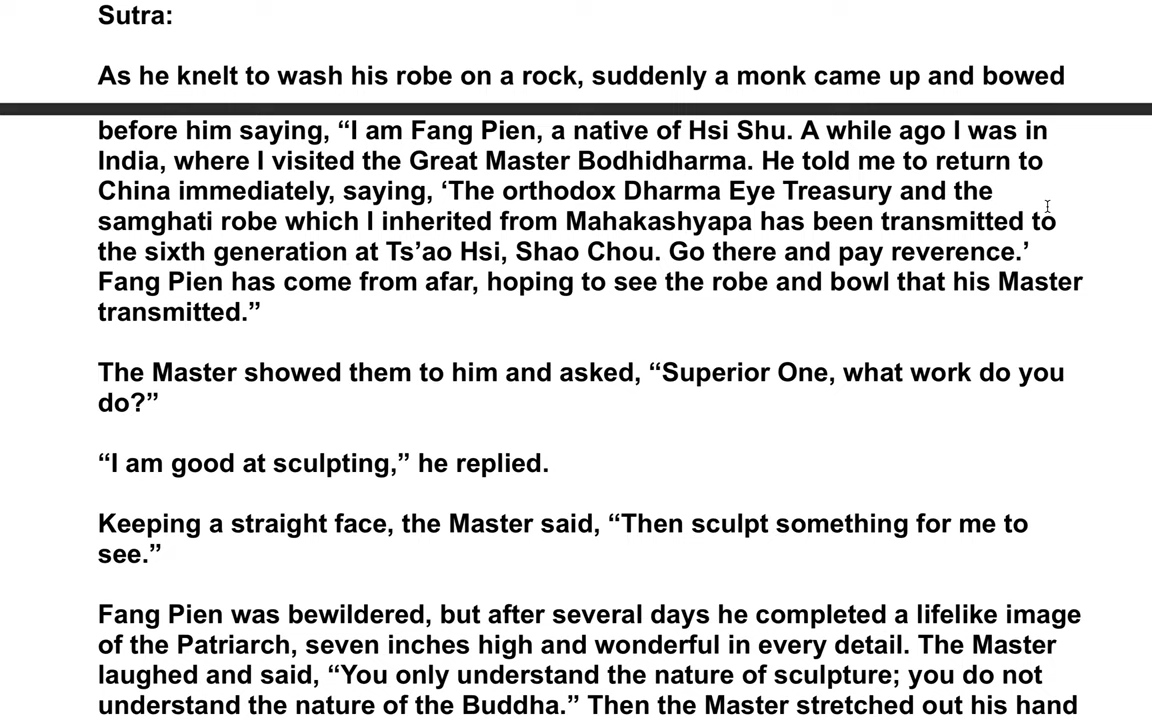 Sutra:
As he knelt to wash his robe on a rock, suddenly a monk came up and bowed
before him saying, “I am Fang Pien, a native of Hsi Shu. A while ago I was in
India, where I visited the Great Master Bodhidharma. He told me to return to
China immediately, saying, ‘The orthodox Dharma Eye Treasury and the
samghati robe which I inherited from Mahakashyapa has been transmitted to
the sixth generation at Ts’ao Hsi, Shao Chou. Go there and pay reverence.’
Fang Pien has come from afar, hoping to see the robe and bowl that his Master
transmitted.”
The Master showed them to him and asked, “Superior One, what work do you
do?”
“I am good at sculpting,” he replied.
Keeping a straight face, the Master said, “Then sculpt something for me to
see.”
Fang Pien was bewildered, but after several days he completed a lifelike image
of the Patriarch, seven inches high and wonderful in every detail. The Master
laughed and said, “You only understand the nature of sculpture; you do not
understand the nature of the Buddha.” Then the Master stretched out his hand